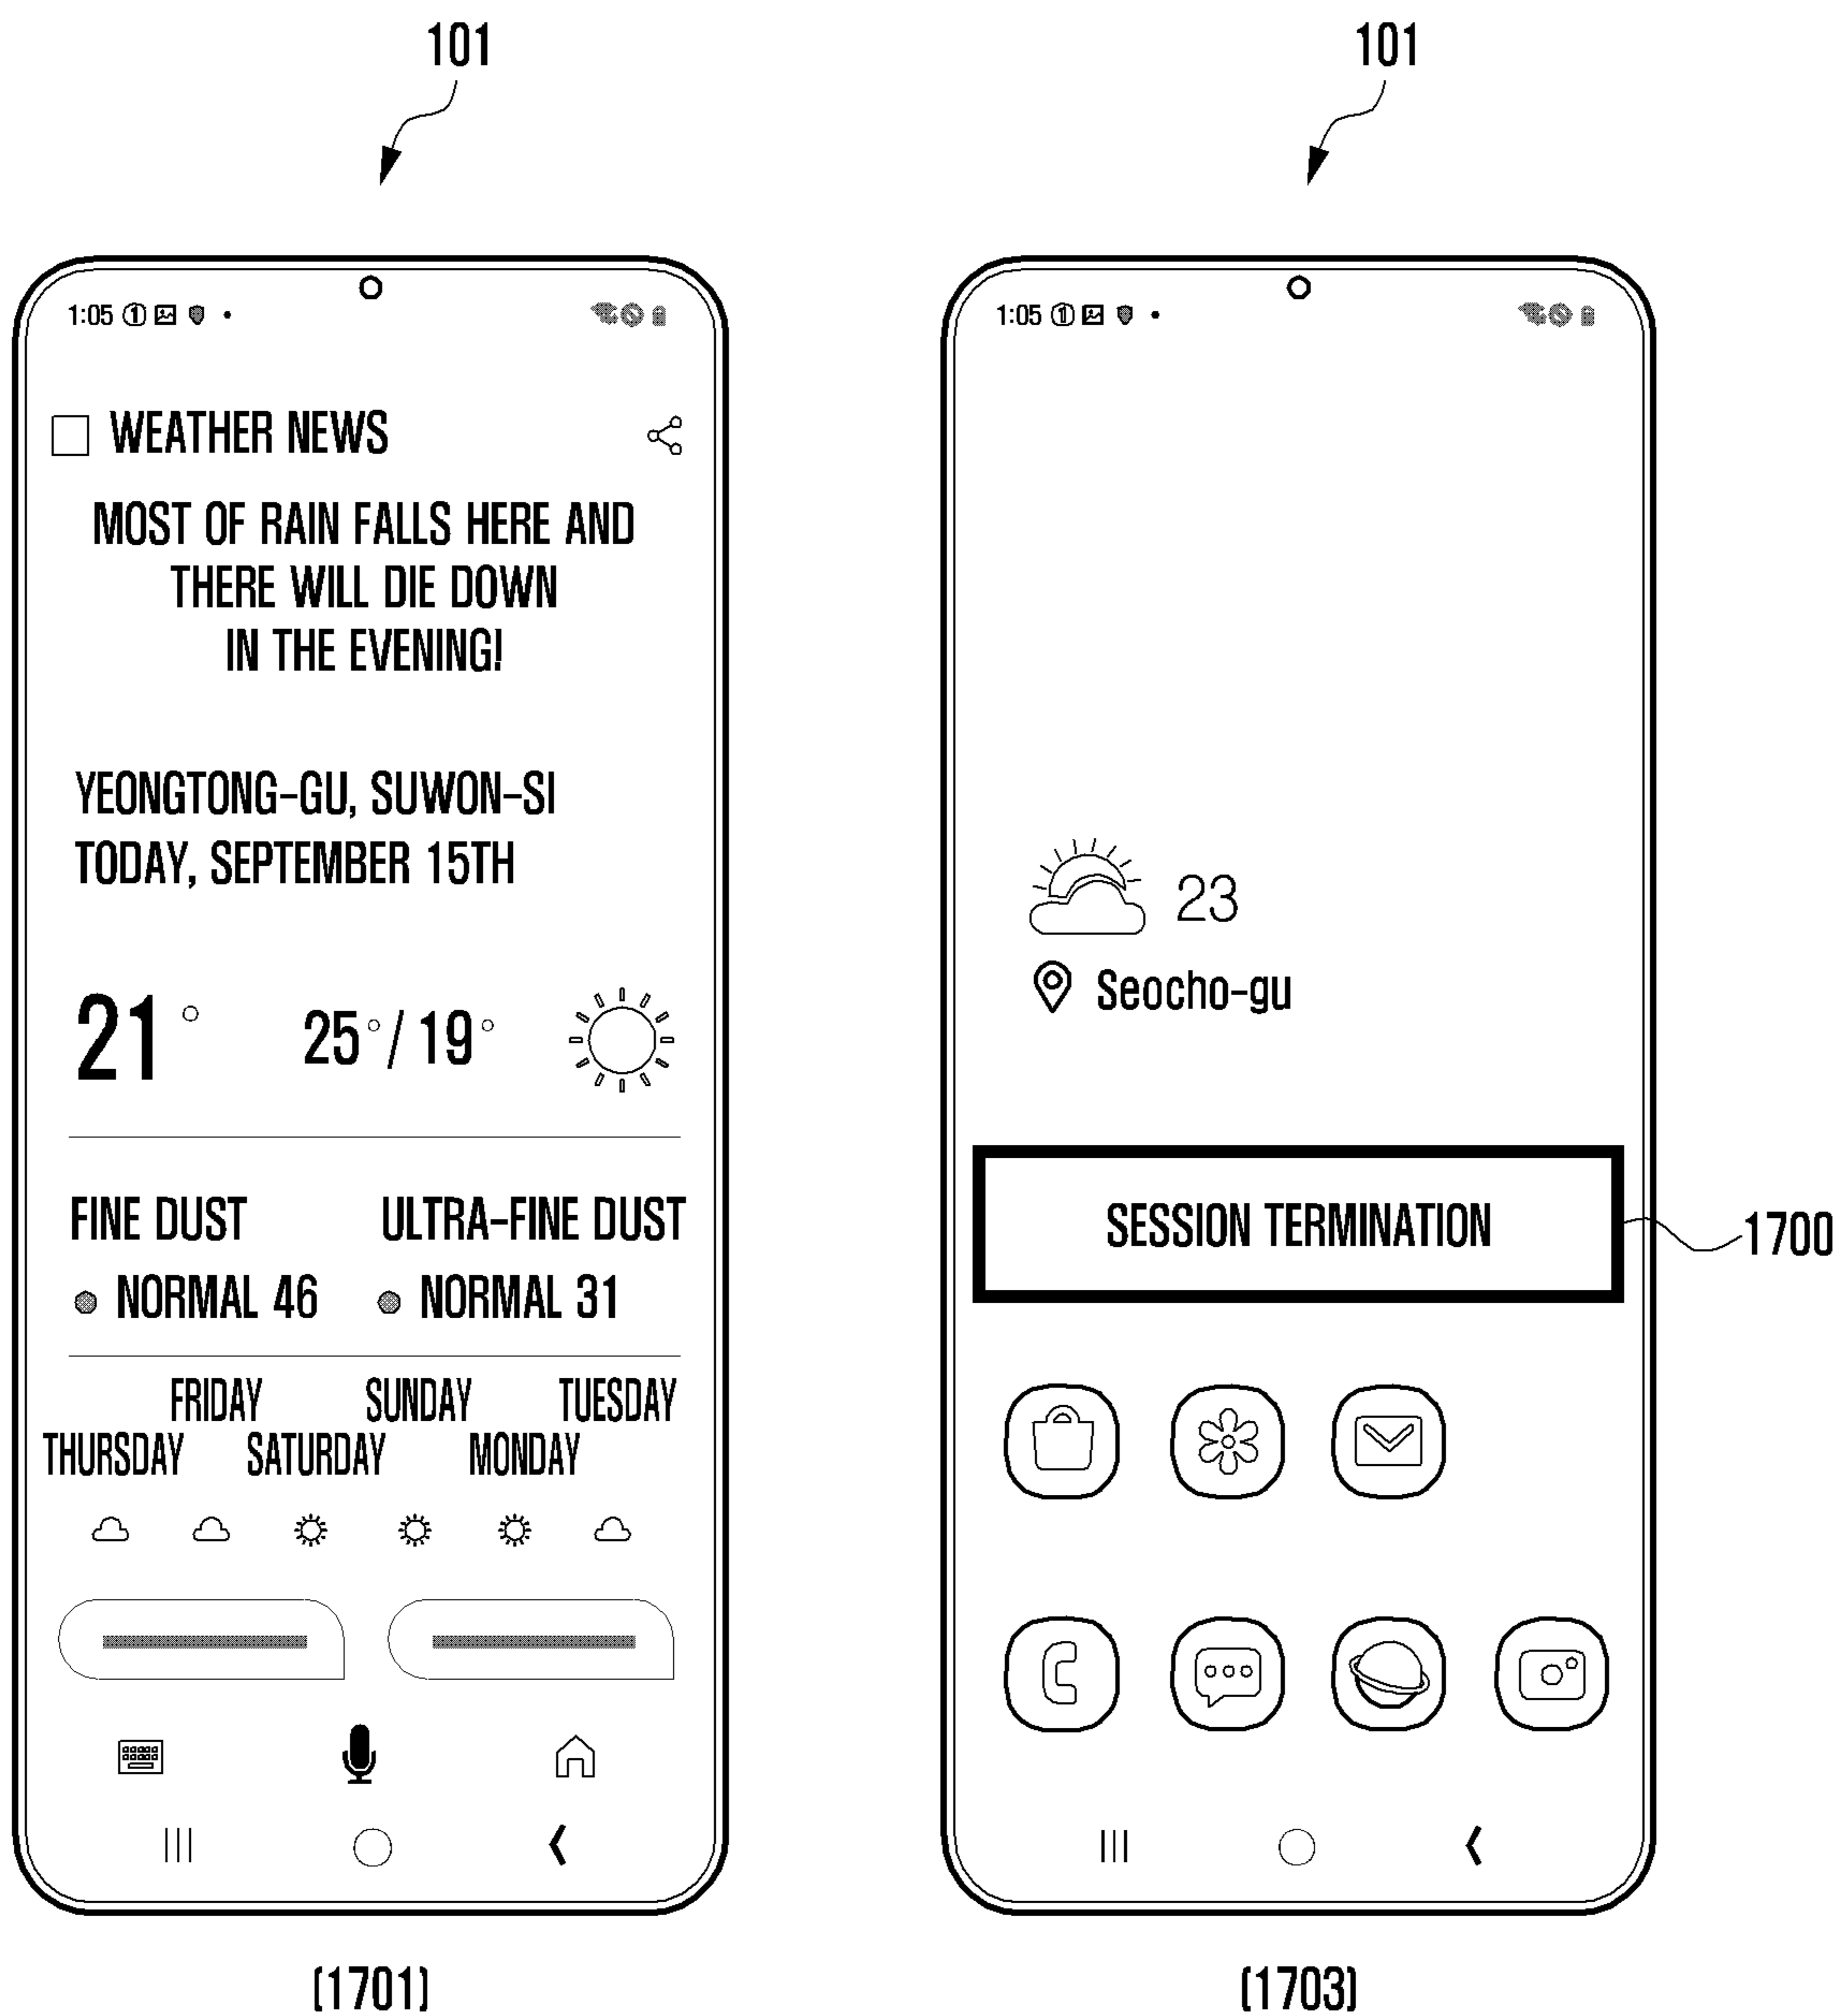 101
1:05 ①
WEATHER NEWS
MOST OF RAIN FALLS HERE AND
THERE WILL DIE DOWN
IN THE EVENING!
YEONGTONG-GU, SUWON-SI
TODAY, SEPTEMBER 15TH
21° 25°/19°
FINE DUST ULTRA-FINE DUST
NORMAL 46 NORMAL 31
FRIDAY SUNDAY TUESDAY
THURSDAY SATURDAY MONDAY
[1701]
101
1:05 ①
23
Seocho-gu
SESSION TERMINATION
1700
[1703]